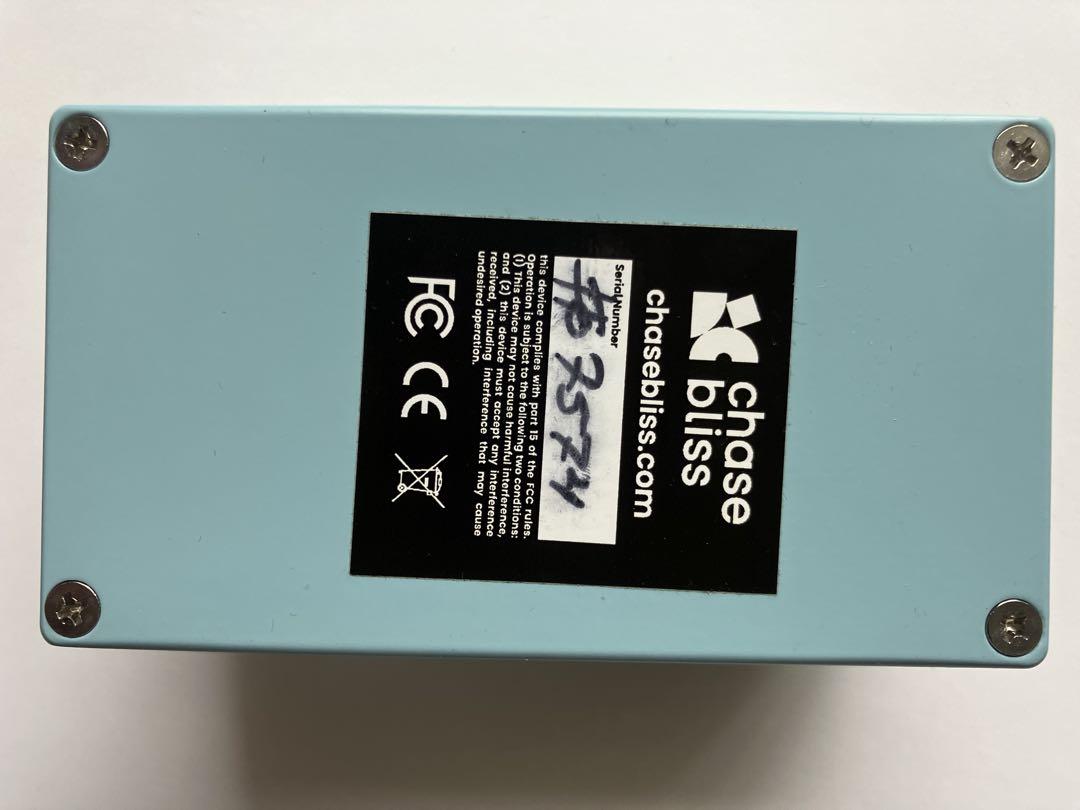 chase
bliss
chasebliss.com
Serial Number
#B 2574
this device complies with part 15 of the FCC rules.
Operation is subject to the following two conditions:
(1) This device may not cause harmful interference,
and (2) this device must accept any interference
received, including interference that may cause
undesired operation.
FC CE